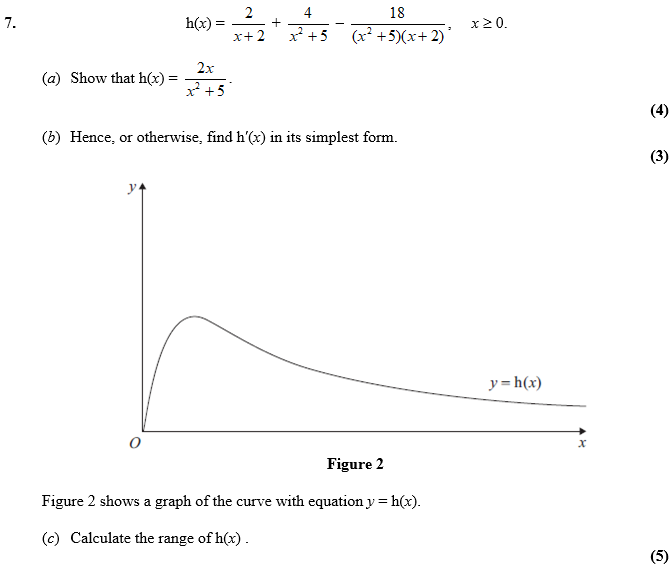 7. h(x) = 2/(x + 2) + 4/(x² + 5) − 18/((x² + 5)(x + 2)), x ≥ 0.
(a) Show that h(x) = 2x/(x² + 5).
(4)
(b) Hence, or otherwise, find h′(x) in its simplest form.
(3)
y
y = h(x)
O
x
Figure 2
Figure 2 shows a graph of the curve with equation y = h(x).
(c) Calculate the range of h(x) .
(5)